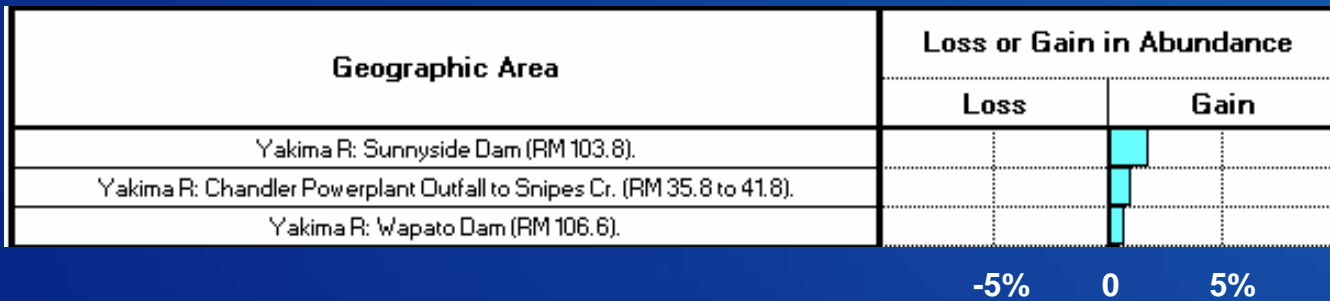 Geographic Area
Loss or Gain in Abundance
Loss
Gain
Yakima R: Sunnyside Dam (RM 103.8).
Yakima R: Chandler Powerplant Outfall to Snipes Cr. (RM 35.8 to 41.8).
Yakima R: Wapato Dam (RM 106.6).
-5% 0 5%